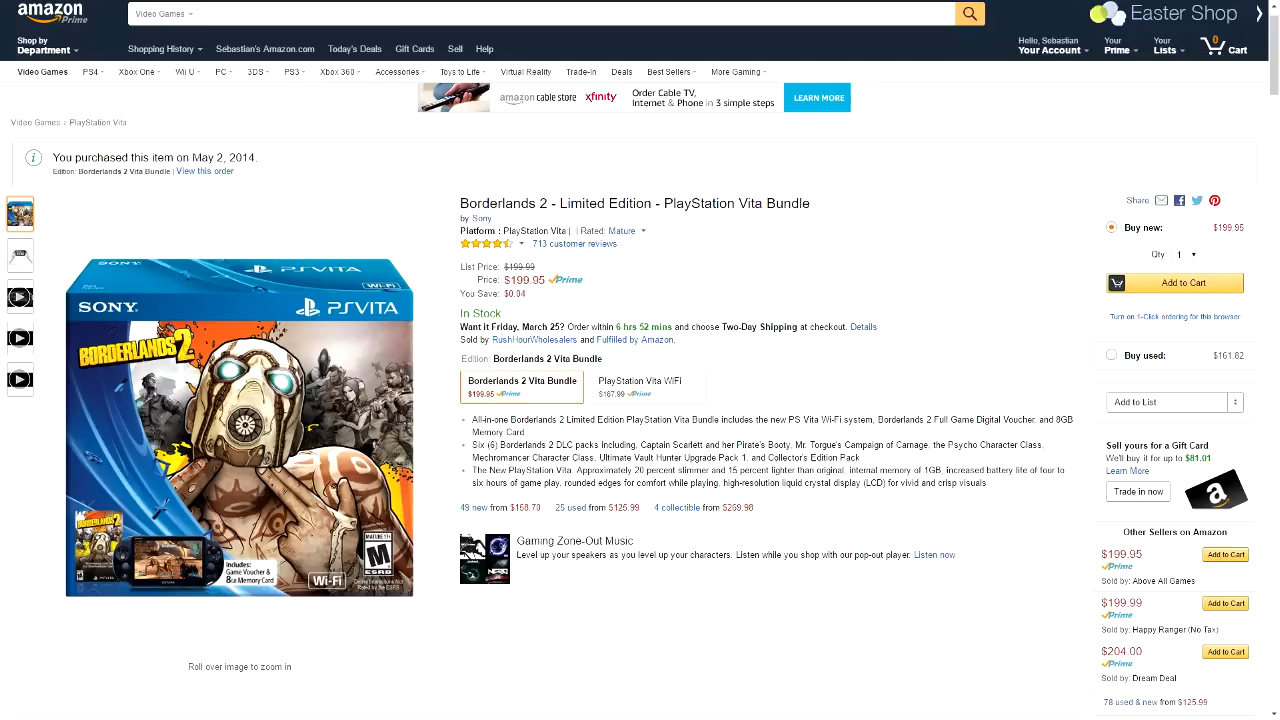 amazon
Prime
Video Games
Easter Shop
Shop by
Department
Shopping History
Sebastian's Amazon.com
Today's Deals
Gift Cards
Sell
Help
Hello, Sebastian
Your Account
Your
Prime
Your
Lists
0
Cart
Video Games
PS4
Xbox One
Wii U
PC
3DS
PS3
Xbox 360
Accessories
Toys to Life
Virtual Reality
Trade-In
Deals
Best Sellers
More Gaming
amazon cable store
xfinity
Order Cable TV,
Internet & Phone in 3 simple steps
LEARN MORE
Video Games › PlayStation Vita
You purchased this item on May 2, 2014.
Edition: Borderlands 2 Vita Bundle | View this order
SONY
PSVITA
Wi-Fi
SONY
PSVITA
BORDERLANDS 2
BORDERLANDS 2
Includes:
Game Voucher &
8GB Memory Card
Wi-Fi
MATURE 17+
M
ESRB
Online Interactions Not
Rated by the ESRB
Roll over image to zoom in
Borderlands 2 - Limited Edition - PlayStation Vita Bundle
by Sony
Platform : PlayStation Vita | | Rated: Mature
713 customer reviews
List Price: $199.99
Price: $199.95 Prime
You Save: $0.04
In Stock
Want it Friday, March 25? Order within 6 hrs 52 mins and choose Two-Day Shipping at checkout. Details
Sold by RushHourWholesalers and Fulfilled by Amazon.
Edition: Borderlands 2 Vita Bundle
Borderlands 2 Vita Bundle
$199.95 Prime
PlayStation Vita WiFi
$167.99 Prime
All-in-one Borderlands 2 Limited Edition PlayStation Vita Bundle includes the new PS Vita Wi-Fi system, Borderlands 2 Full Game Digital Voucher, and 8GB
Memory Card
Six (6) Borderlands 2 DLC packs including, Captain Scarlett and her Pirate's Booty, Mr. Torgue's Campaign of Carnage, the Psycho Character Class,
Mechromancer Character Class, Ultimate Vault Hunter Upgrade Pack 1, and Collector's Edition Pack
The New PlayStation Vita: Approximately 20 percent slimmer and 15 percent lighter than original, internal memory of 1GB, increased battery life of four to
six hours of game play, rounded edges for comfort while playing, high-resolution liquid crystal display (LCD) for vivid and crisp visuals
49 new from $158.70
25 used from $125.99
4 collectible from $269.98
Gaming Zone-Out Music
Level up your speakers as you level up your characters. Listen while you shop with our pop-out player. Listen now
Share
Buy new:
$199.95
Qty
1
Add to Cart
Turn on 1-Click ordering for this browser
Buy used:
$161.82
Add to List
Sell yours for a Gift Card
We'll buy it for up to $81.01
Learn More
Trade in now
a
Other Sellers on Amazon
$199.95
Add to Cart
Prime
Sold by: Above All Games
$199.99
Add to Cart
Prime
Sold by: Happy Ranger (No Tax)
$204.00
Add to Cart
Prime
Sold by: Dream Deal
78 used & new from $125.99